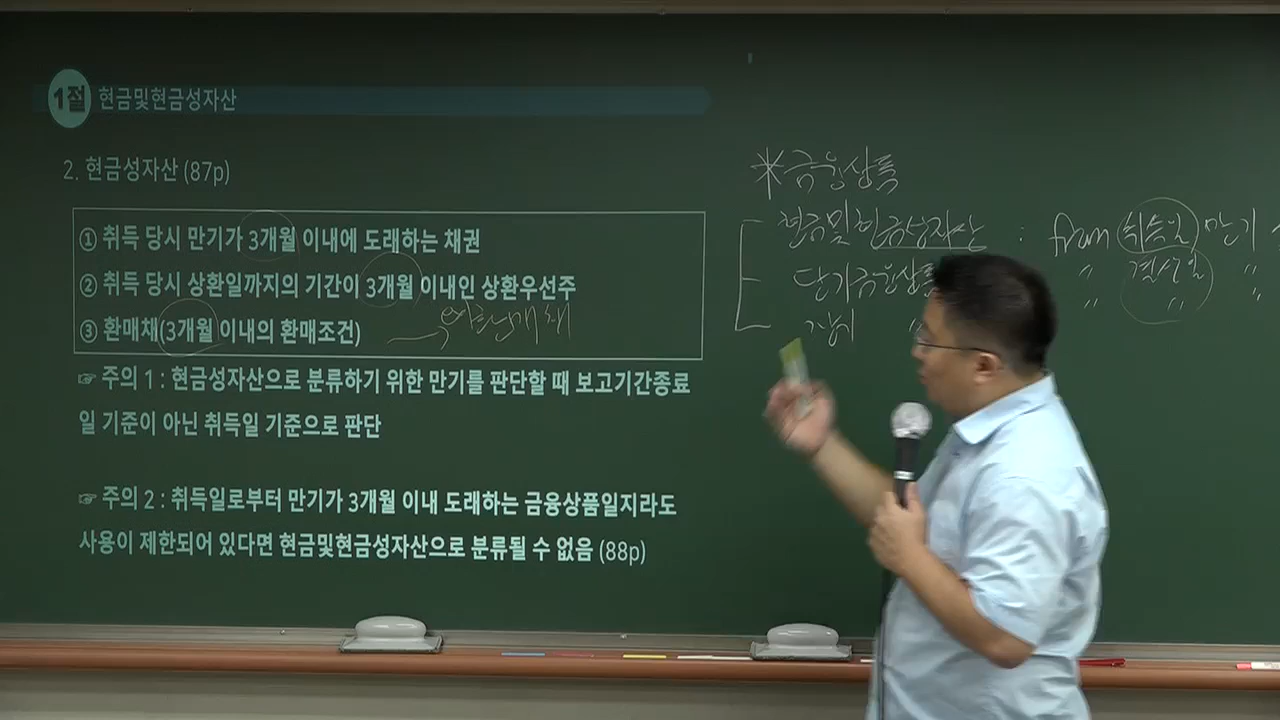 1절 현금및현금성자산
2. 현금성자산 (87p)
① 취득 당시 만기가 3개월 이내에 도래하는 채권
② 취득 당시 상환일까지의 기간이 3개월 이내인 상환우선주
③ 환매채(3개월 이내의 환매조건)
☞ 주의 1 : 현금성자산으로 분류하기 위한 만기를 판단할 때 보고기간종료
일 기준이 아닌 취득일 기준으로 판단
☞ 주의 2 : 취득일로부터 만기가 3개월 이내 도래하는 금융상품일지라도
사용이 제한되어 있다면 현금및현금성자산으로 분류될 수 없음 (88p)
*금융상품
현금및현금성자산 : from 취득일 만기
단기금융상품 〃 결산일 〃
장기 〃 〃 〃